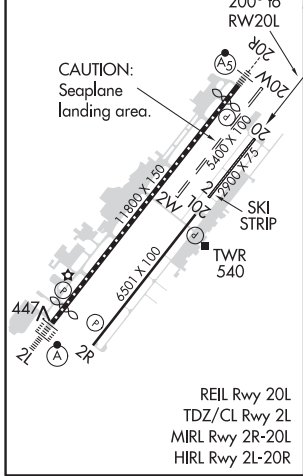 200° to
RW20L
CAUTION:
Seaplane
landing area.
A5
20R
20W
P
20
5400 X 100
2
2900 X 75
11800 X 150
2W
20L
SKI
STRIP
P
TWR
540
6501 X 100
P
447
P
2L
A
2R
REIL Rwy 20L
TDZ/CL Rwy 2L
MIRL Rwy 2R-20L
HIRL Rwy 2L-20R